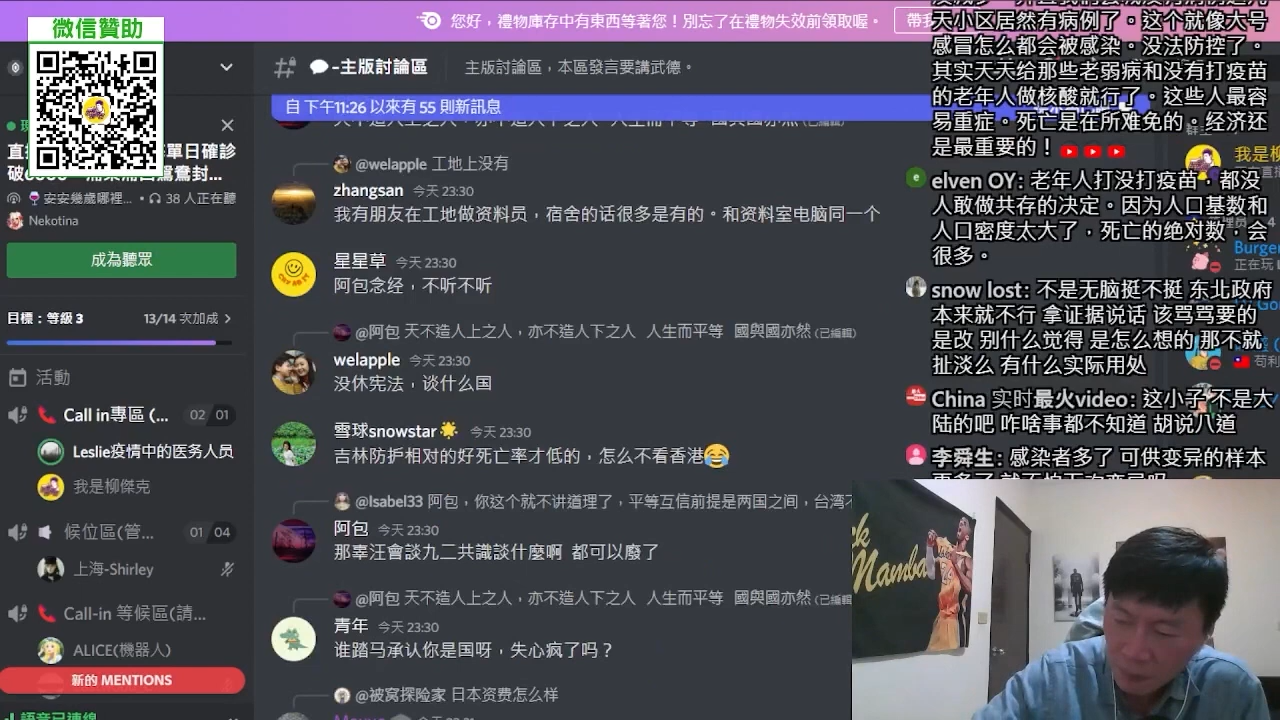 微信贊助
您好，禮物庫存中有東西等著您！別忘了在禮物失效前領取喔。
-主版討論區
主版討論區，本區發言要講武德。
自 下午11:26 以來有 55 則新訊息
單日確診
安安幾歲哪裡... 38 人正在聽
Nekotina
成為聽眾
目標：等級 3
13/14 次加成
活動
Call in專區 (...
02 01
Leslie疫情中的医务人员
我是柳傑克
候位區(管...
01 04
上海-Shirley
Call-in 等候區(請...
ALICE(機器人)
新的 MENTIONS
語音已連線
@welapple 工地上没有
zhangsan 今天 23:30
我有朋友在工地做资料员，宿舍的话很多是有的。和资料室电脑同一个
星星草 今天 23:30
阿包念经，不听不听
@阿包 天不造人上之人，亦不造人下之人 人生而平等 國與國亦然 (已編輯)
welapple 今天 23:30
没休宪法，谈什么国
雪球snowstar 今天 23:30
吉林防护相对的好死亡率才低的，怎么不看香港
@lsabel33 阿包，你这个就不讲道理了，平等互信前提是两国之间，台湾
阿包 今天 23:30
那辜汪會談九二共識談什麼啊 都可以廢了
@阿包 天不造人上之人，亦不造人下之人 人生而平等 國與國亦然 (已編輯)
青年 今天 23:30
谁踏马承认你是国呀，失心疯了吗？
@被窝探险家 日本资费怎么样
天小区居然有病例了。这个就像大号
感冒怎么都会被感染。没法防控了。
其实天天给那些老弱病和没有打疫苗
的老年人做核酸就行了。这些人最容
易重症。死亡是在所难免的。经济还
是最重要的！
elven OY: 老年人打没打疫苗，都没
人敢做共存的决定。因为人口基数和
人口密度太大了，死亡的绝对数，会
很多。
snow lost: 不是无脑挺不挺 东北政府
本来就不行 拿证据说话 该骂骂要的
是改 别什么觉得 是怎么想的 那不就
扯淡么 有什么实际用处
China 实时最火video: 这小子 不是大
陆的吧 咋啥事都不知道 胡说八道
李舜生: 感染者多了 可供变异的样本
我是柳
Burger
正在玩
Mamba